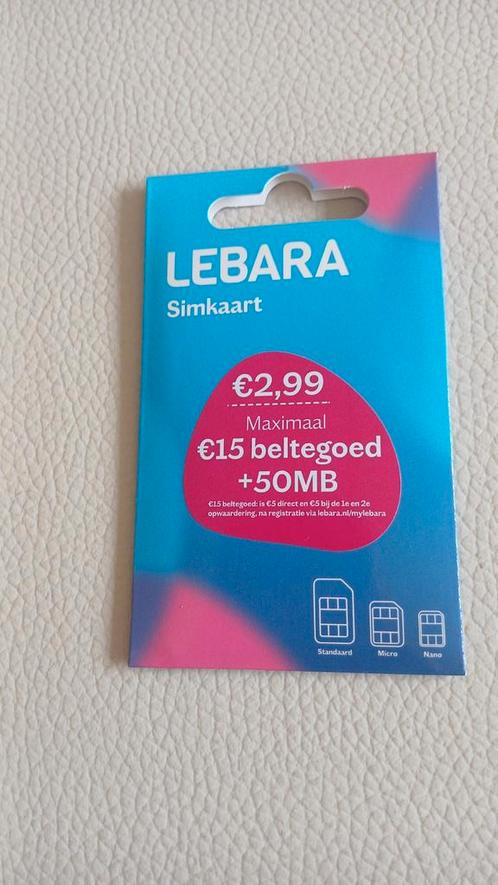 LEBARA
Simkaart
€2,99
Maximaal
€15 beltegoed
+50MB
€15 beltegoed: is €5 direct en €5 bij de 1e en 2e
opwaardering, na registratie via lebara.nl/mylebara
Standaard Micro Nano